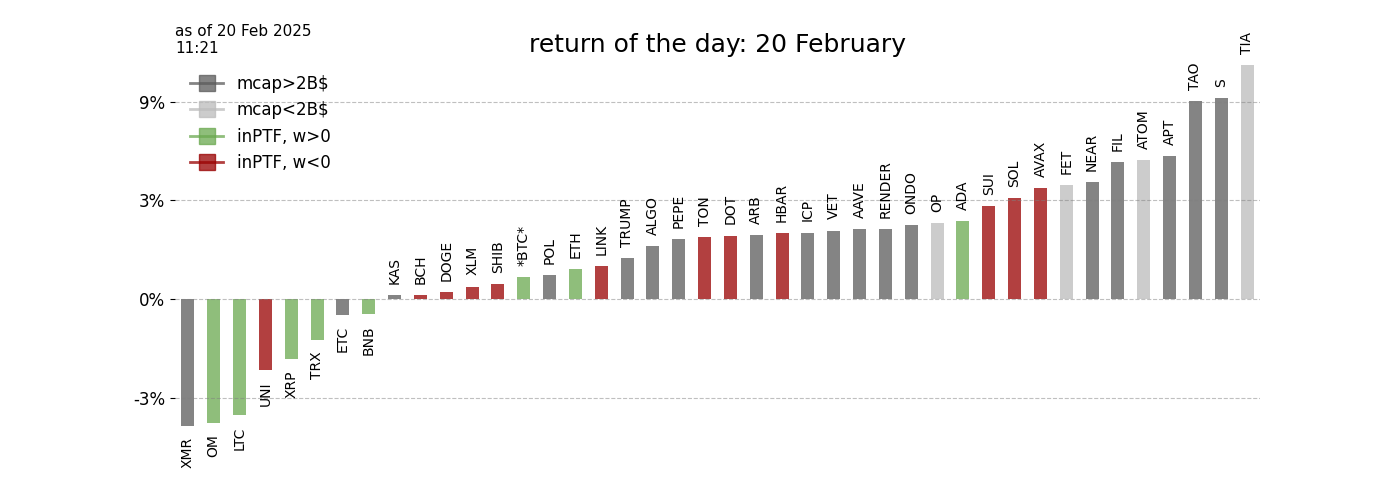 as of 20 Feb 2025
11:21
return of the day: 20 February
mcap>2B$
mcap<2B$
inPTF, w>0
inPTF, w<0
9%
3%
0%
-3%
XMR
OM
LTC
UNI
XRP
TRX
ETC
BNB
KAS
BCH
DOGE
XLM
SHIB
*BTC*
POL
ETH
LINK
TRUMP
ALGO
PEPE
TON
DOT
ARB
HBAR
ICP
VET
AAVE
RENDER
ONDO
OP
ADA
SUI
SOL
AVAX
FET
NEAR
FIL
ATOM
APT
TAO
S
TIA